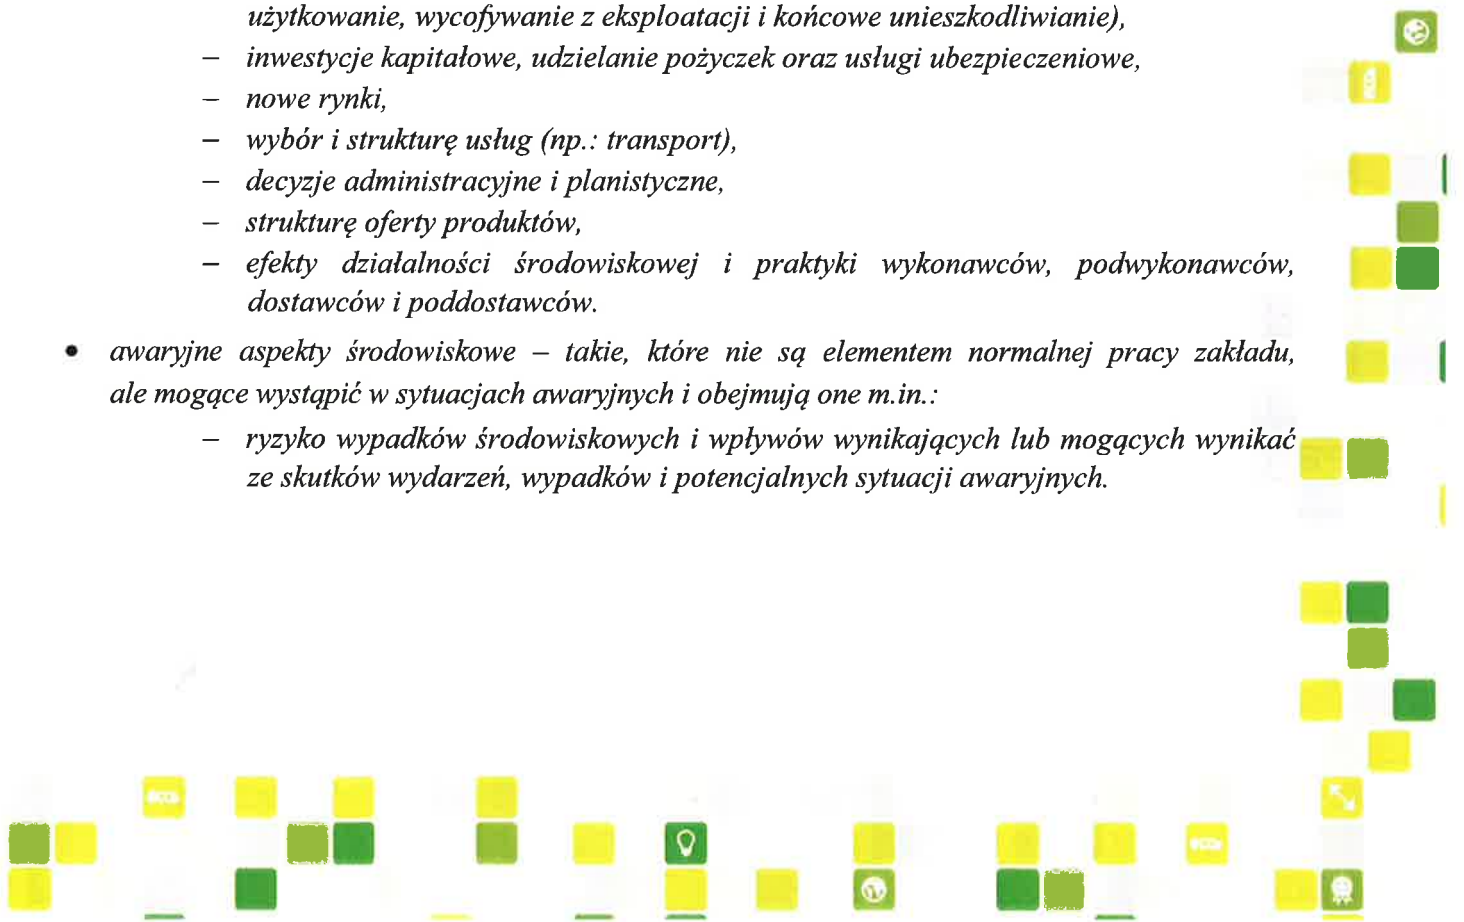 użytkowanie, wycofywanie z eksploatacji i końcowe unieszkodliwianie),
– inwestycje kapitałowe, udzielanie pożyczek oraz usługi ubezpieczeniowe,
– nowe rynki,
– wybór i strukturę usług (np.: transport),
– decyzje administracyjne i planistyczne,
– strukturę oferty produktów,
– efekty działalności środowiskowej i praktyki wykonawców, podwykonawców,
dostawców i poddostawców.
• awaryjne aspekty środowiskowe – takie, które nie są elementem normalnej pracy zakładu,
ale mogące wystąpić w sytuacjach awaryjnych i obejmują one m.in.:
– ryzyko wypadków środowiskowych i wpływów wynikających lub mogących wynikać
ze skutków wydarzeń, wypadków i potencjalnych sytuacji awaryjnych.